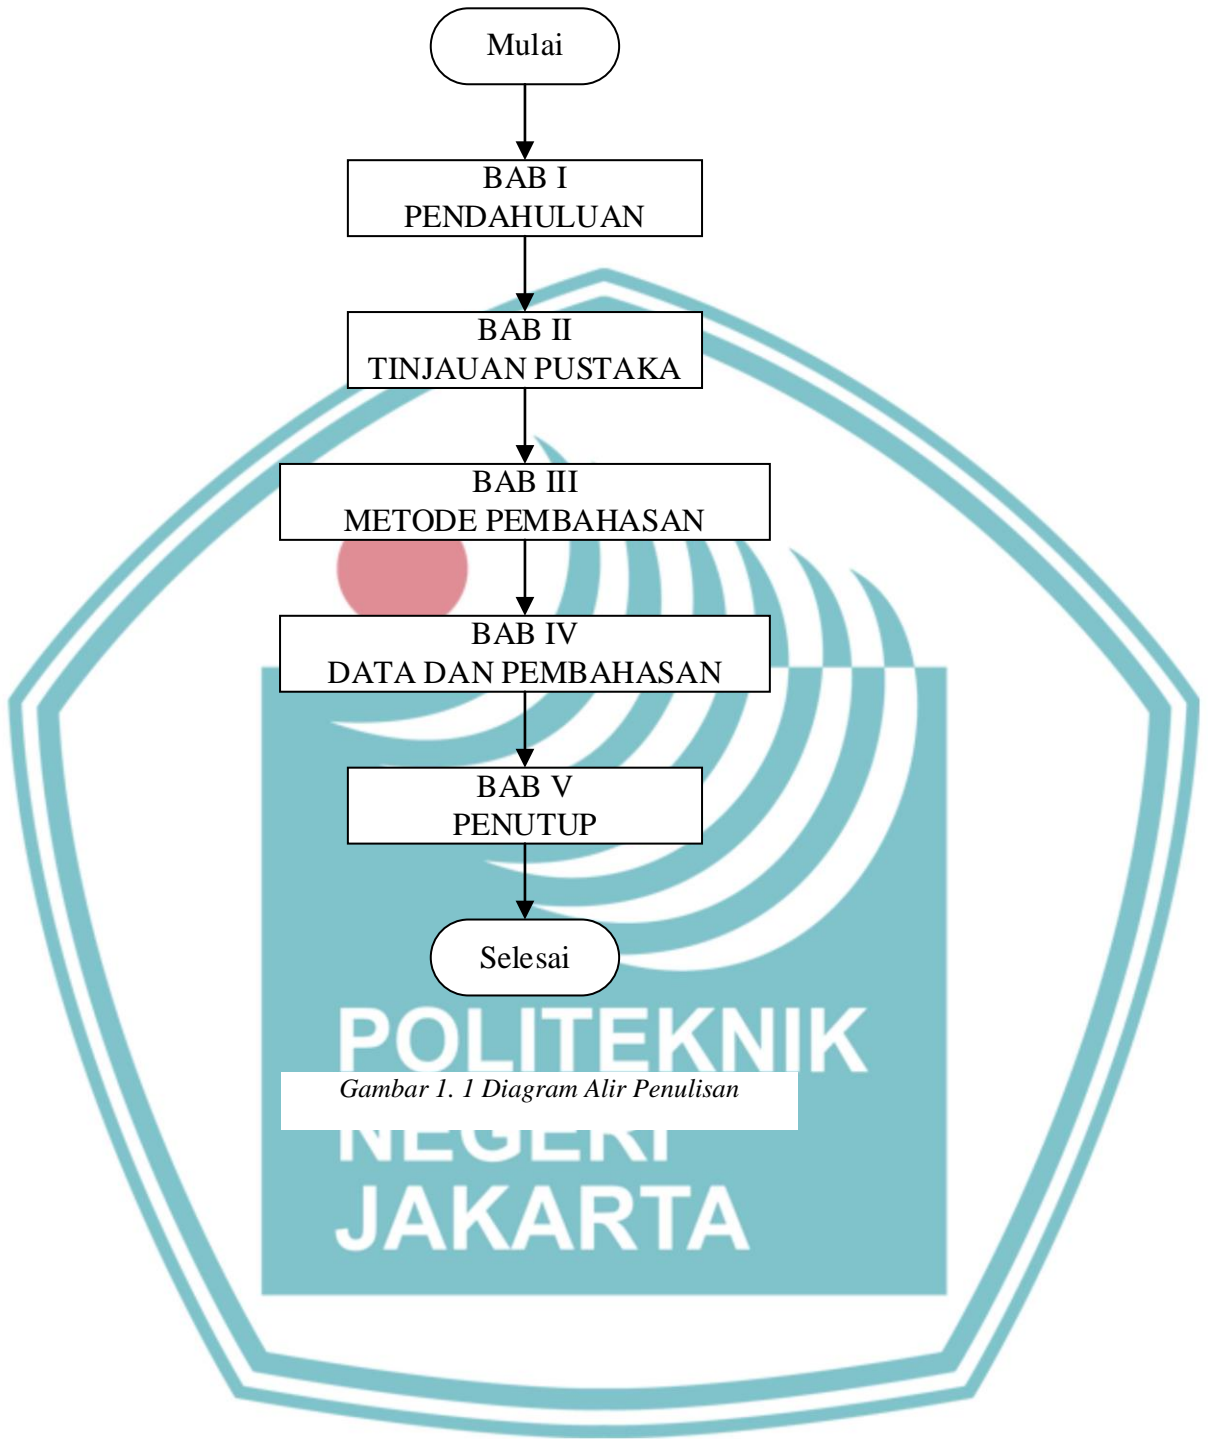 Mulai
BAB I
PENDAHULUAN
BAB II
TINJAUAN PUSTAKA
BAB III
METODE PEMBAHASAN
BAB IV
DATA DAN PEMBAHASAN
BAB V
PENUTUP
Selesai
POLITEKNIK
Gambar 1. 1 Diagram Alir Penulisan
NEGERI
JAKARTA